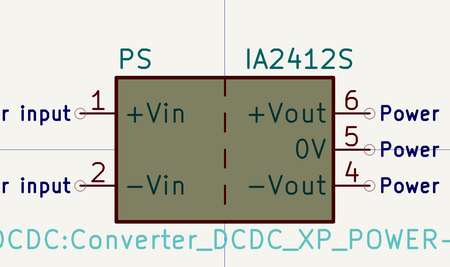 PS IA2412S
r input 1 +Vin +Vout 6 Power
0V 5 Power
r input 2 -Vin -Vout 4 Power
DCDC:Converter_DCDC_XP_POWER-